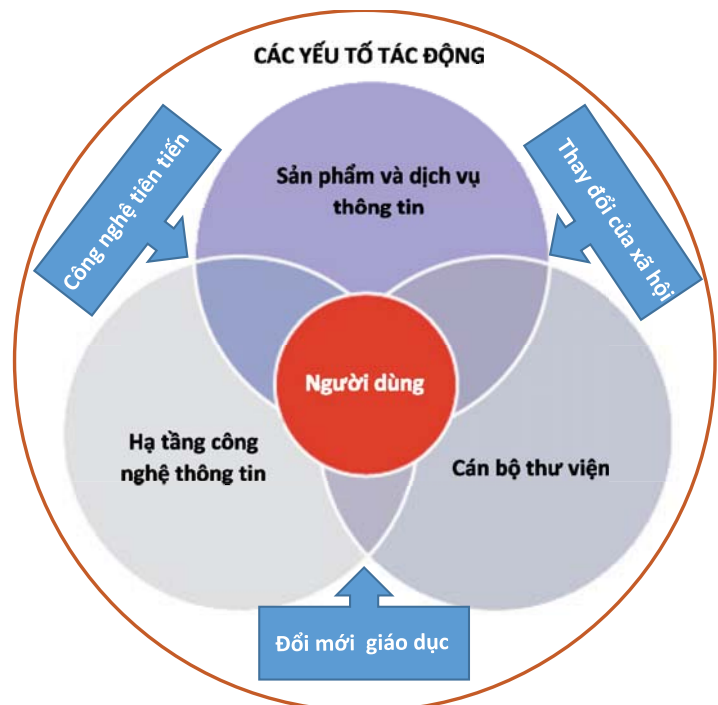 CÁC YẾU TỐ TÁC ĐỘNG
Công nghệ tiên tiến
Thay đổi của xã hội
Sản phẩm và dịch vụ
thông tin
Người dùng
Hạ tầng công
nghệ thông tin
Cán bộ thư viện
Đổi mới giáo dục